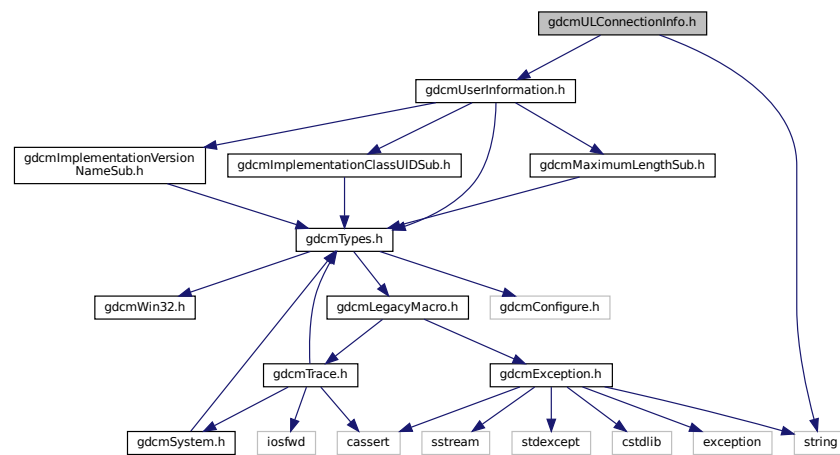 gdcmULConnectionInfo.h
gdcmUserInformation.h
gdcmImplementationVersion
NameSub.h
gdcmImplementationClassUIDSub.h
gdcmMaximumLengthSub.h
gdcmTypes.h
gdcmWin32.h
gdcmLegacyMacro.h
gdcmConfigure.h
gdcmTrace.h
gdcmException.h
gdcmSystem.h
iosfwd
cassert
sstream
stdexcept
cstdlib
exception
string